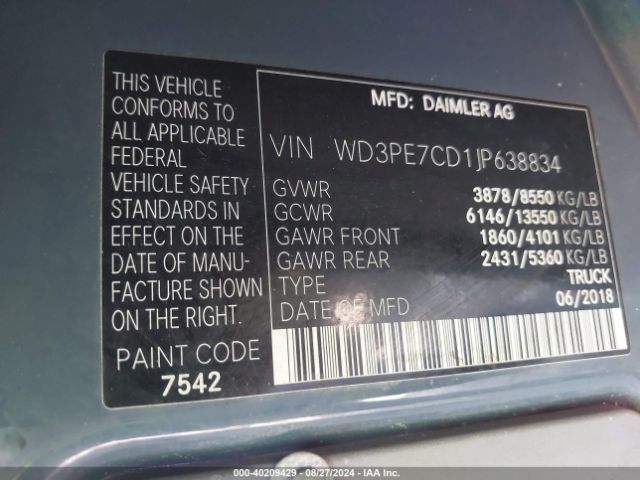 THIS VEHICLE
CONFORMS TO
ALL APPLICABLE
FEDERAL
VEHICLE SAFETY
STANDARDS IN
EFFECT ON THE
DATE OF MANU-
FACTURE SHOWN
ON THE RIGHT.
PAINT CODE
7542
MFD: DAIMLER AG
VIN WD3PE7CD1JP638834
GVWR 3878/8550 KG/LB
GCWR 6146/13550 KG/LB
GAWR FRONT 1860/4101 KG/LB
GAWR REAR 2431/5360 KG/LB
TYPE TRUCK
DATE OF MFD 06/2018
000-40209429 - 08/27/2024 - IAA Inc.